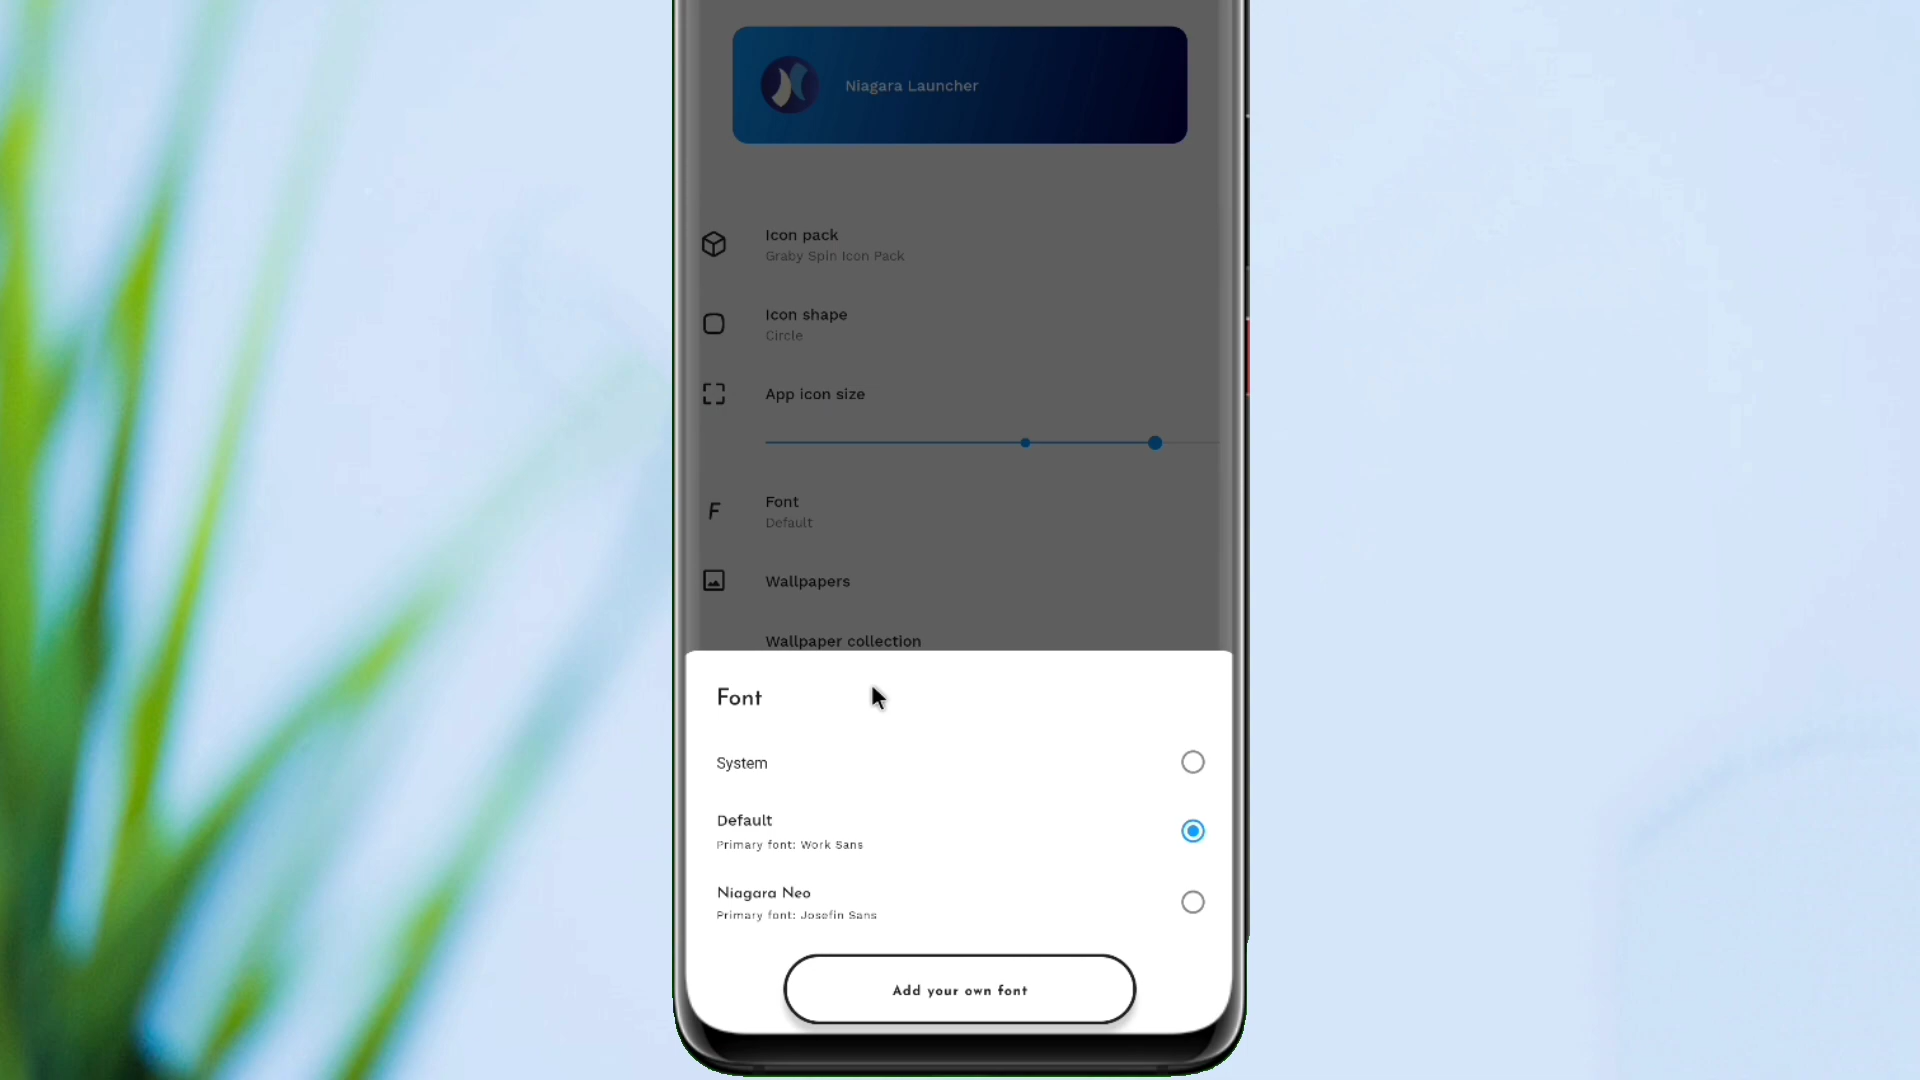 Niagara Launcher
Icon pack
Graby Spin Icon Pack
Icon shape
Circle
App icon size
Font
Default
Wallpapers
Wallpaper collection
Font
System
Default
Primary font: Work Sans
Niagara Neo
Primary font: Josefin Sans
Add your own font